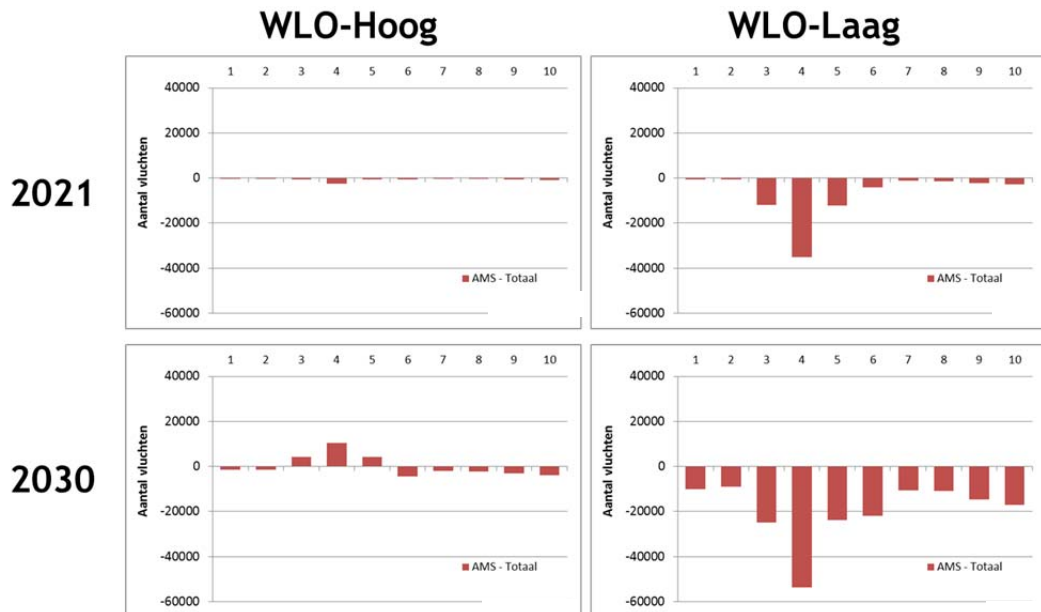 WLO-Hoog
WLO-Laag
2021
1 2 3 4 5 6 7 8 9 10
40000
20000
0
-20000
-40000
-60000
Aantal vluchten
AMS - Totaal
1 2 3 4 5 6 7 8 9 10
40000
20000
0
-20000
-40000
-60000
Aantal vluchten
AMS - Totaal
2030
1 2 3 4 5 6 7 8 9 10
40000
20000
0
-20000
-40000
-60000
Aantal vluchten
AMS - Totaal
1 2 3 4 5 6 7 8 9 10
40000
20000
0
-20000
-40000
-60000
Aantal vluchten
AMS - Totaal